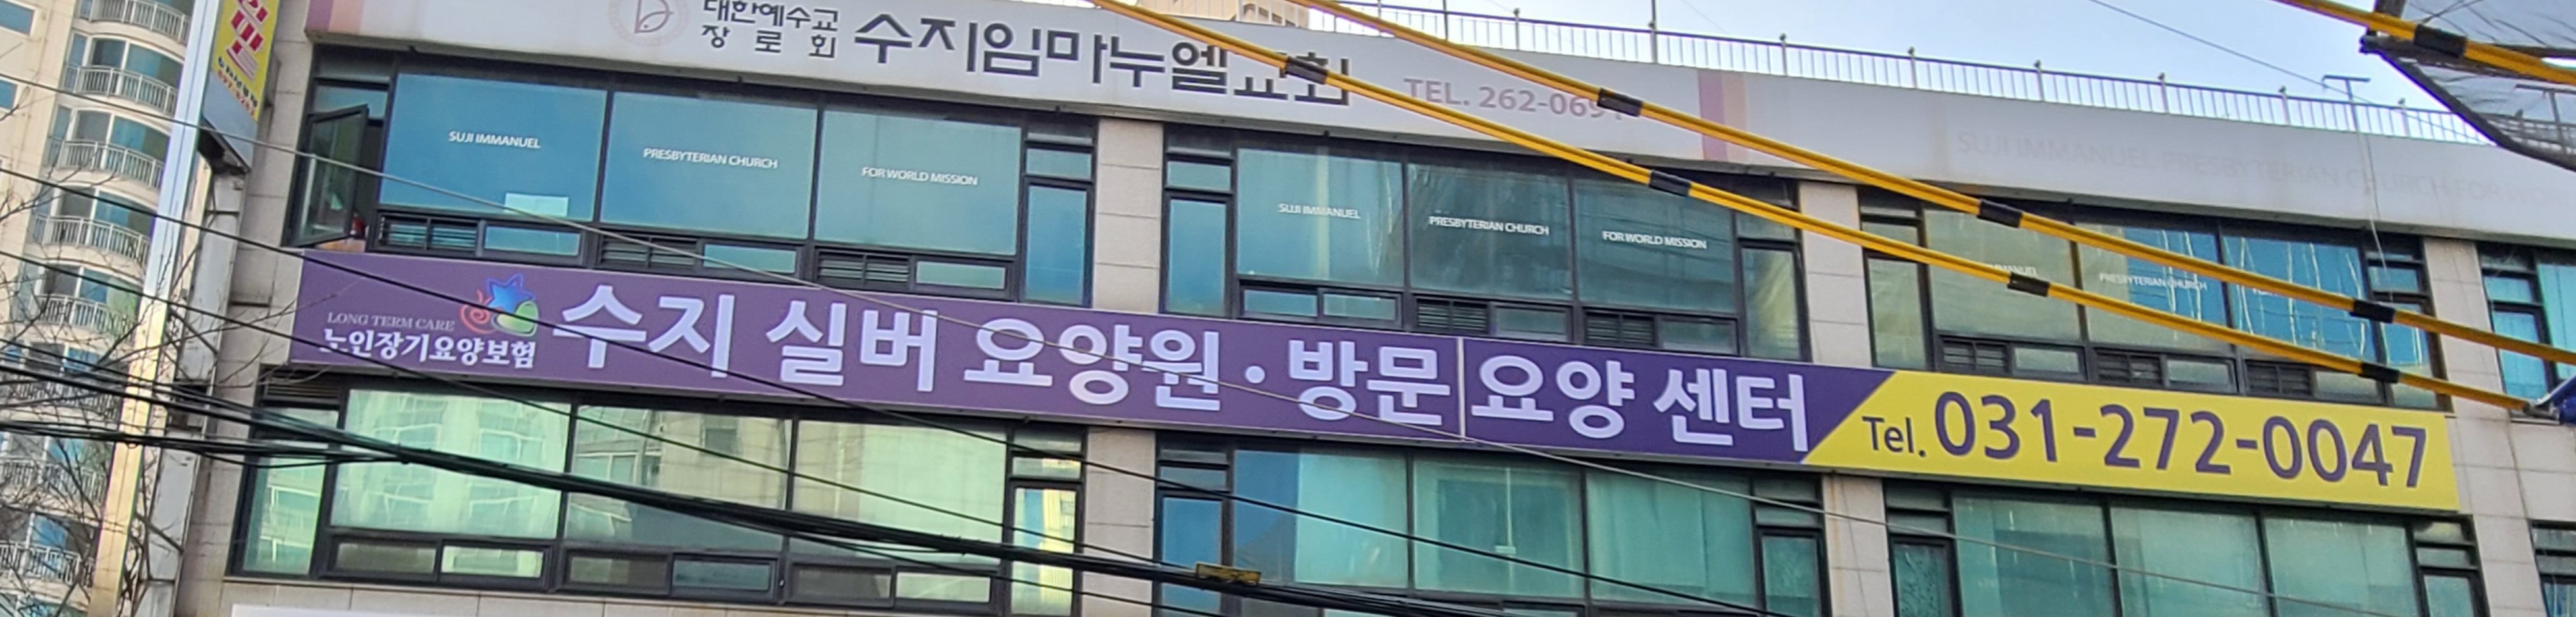 대한예수교
장로회
수지임마누엘교회
SUJI IMMANUEL PRESBYTERIAN CHURCH FOR
TEL. 262-069
SUJI IMMANUEL
PRESBYTERIAN CHURCH
FOR WORLD MISSION
SUJI IMMANUEL
PRESBYTERIAN CHURCH
FOR WORLD MISSION
PRESBYTERIAN CHURCH
LONG TERM CARE
노인장기요양보험
수지 실버 요양원·방문요양 센터
Tel. 031-272-0047